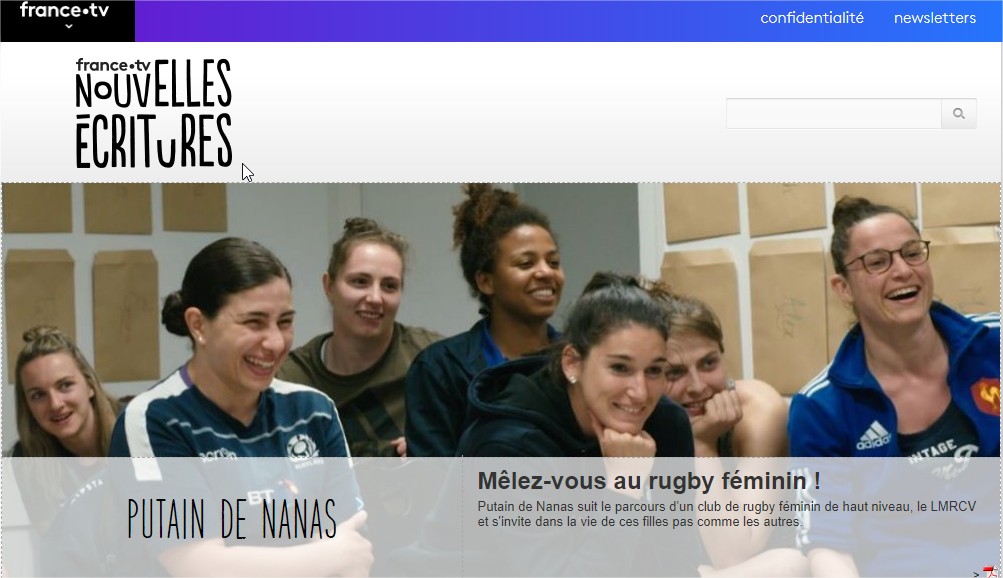 france•tv
confidentialité
newsletters
france•tv
NOUVELLES
ÉCRITURES
adidas
BT
PUTAIN DE NANAS
Mêlez-vous au rugby féminin !
Putain de Nanas suit le parcours d'un club de rugby féminin de haut niveau, le LMRCV
et s'invite dans la vie de ces filles pas comme les autres.
>